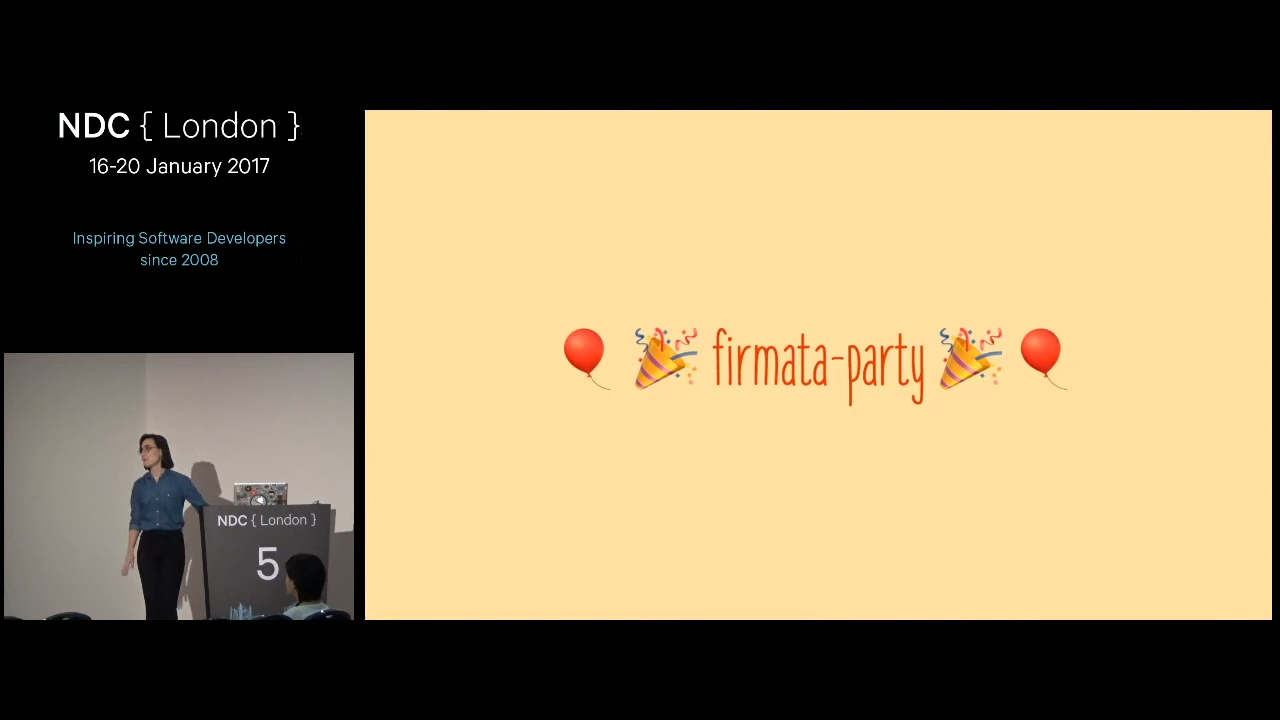 NDC { London }
16-20 January 2017
Inspiring Software Developers
since 2008
🎈 🎉 firmata-party 🎉 🎈
NDC { London }
5